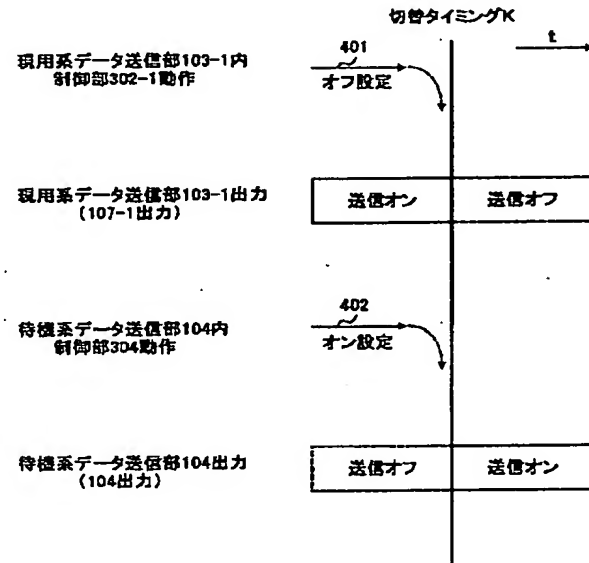 切替タイミングK
t
現用系データ送信部103-1内
制御部302-1動作
401
オフ設定
現用系データ送信部103-1出力
(107-1出力)
送信オン
送信オフ
待機系データ送信部104内
制御部304動作
402
オン設定
待機系データ送信部104出力
(104出力)
送信オフ
送信オン